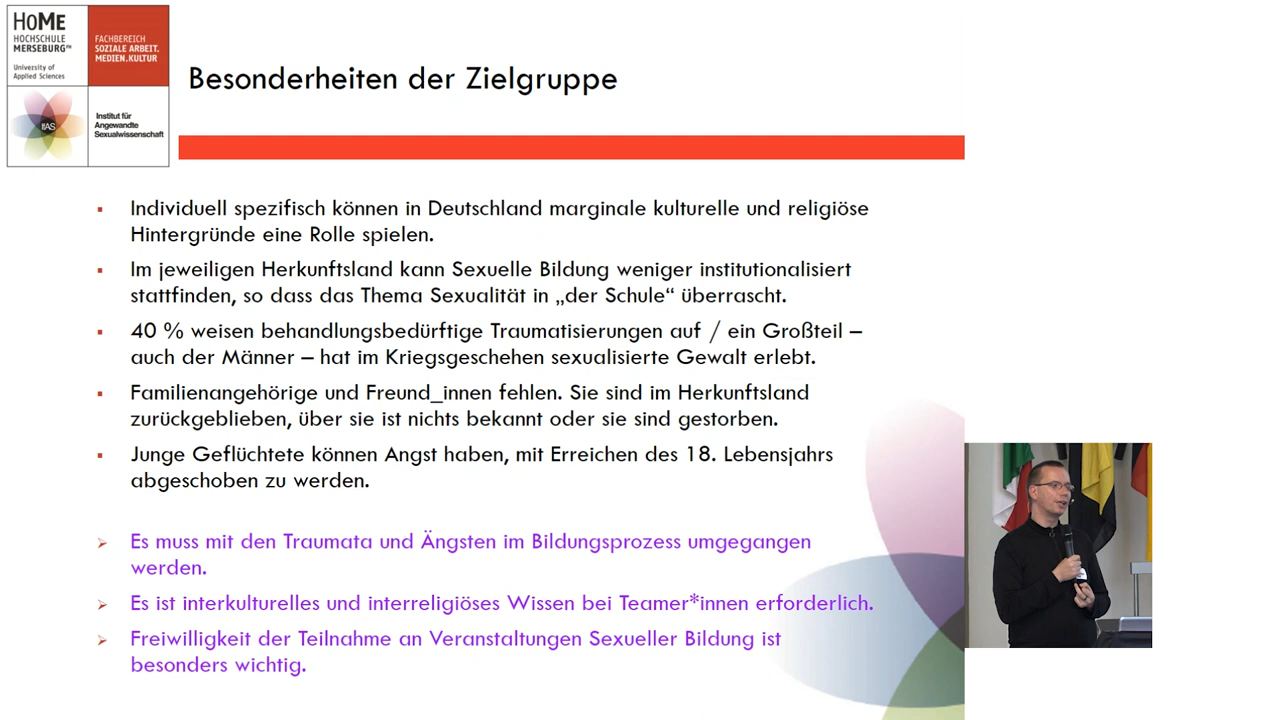 HoMe
HOCHSCHULE
MERSEBURG
University of
Applied Sciences
FACHBEREICH
SOZIALE ARBEIT.
MEDIEN.KULTUR
IfAS
Institut für
Angewandte
Sexualwissenschaft
Besonderheiten der Zielgruppe
▪ Individuell spezifisch können in Deutschland marginale kulturelle und religiöse
Hintergründe eine Rolle spielen.
▪ Im jeweiligen Herkunftsland kann Sexuelle Bildung weniger institutionalisiert
stattfinden, so dass das Thema Sexualität in „der Schule“ überrascht.
▪ 40 % weisen behandlungsbedürftige Traumatisierungen auf / ein Großteil –
auch der Männer – hat im Kriegsgeschehen sexualisierte Gewalt erlebt.
▪ Familienangehörige und Freund_innen fehlen. Sie sind im Herkunftsland
zurückgeblieben, über sie ist nichts bekannt oder sie sind gestorben.
▪ Junge Geflüchtete können Angst haben, mit Erreichen des 18. Lebensjahrs
abgeschoben zu werden.
➢ Es muss mit den Traumata und Ängsten im Bildungsprozess umgegangen
werden.
➢ Es ist interkulturelles und interreligiöses Wissen bei Teamer*innen erforderlich.
➢ Freiwilligkeit der Teilnahme an Veranstaltungen Sexueller Bildung ist
besonders wichtig.